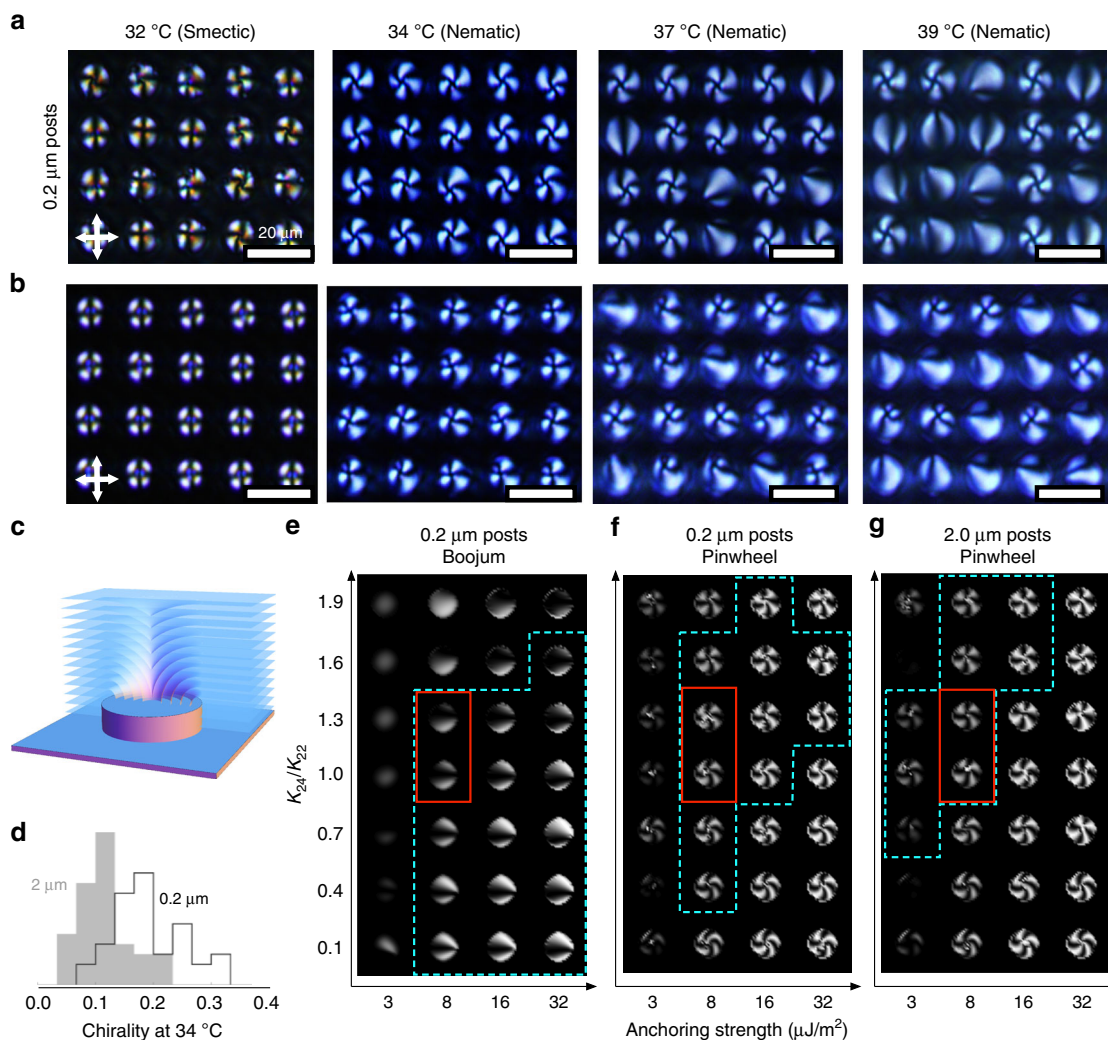 a
32 °C (Smectic)
34 °C (Nematic)
37 °C (Nematic)
39 °C (Nematic)
0.2 μm posts
20 μm
b
c
d
2 μm
0.2 μm
0.0
0.1
0.2
0.3
0.4
Chirality at 34 °C
e
0.2 μm posts
Boojum
f
0.2 μm posts
Pinwheel
g
2.0 μm posts
Pinwheel
K24/K22
1.9
1.6
1.3
1.0
0.7
0.4
0.1
3
8
16
32
3
8
16
32
3
8
16
32
Anchoring strength (μJ/m²)